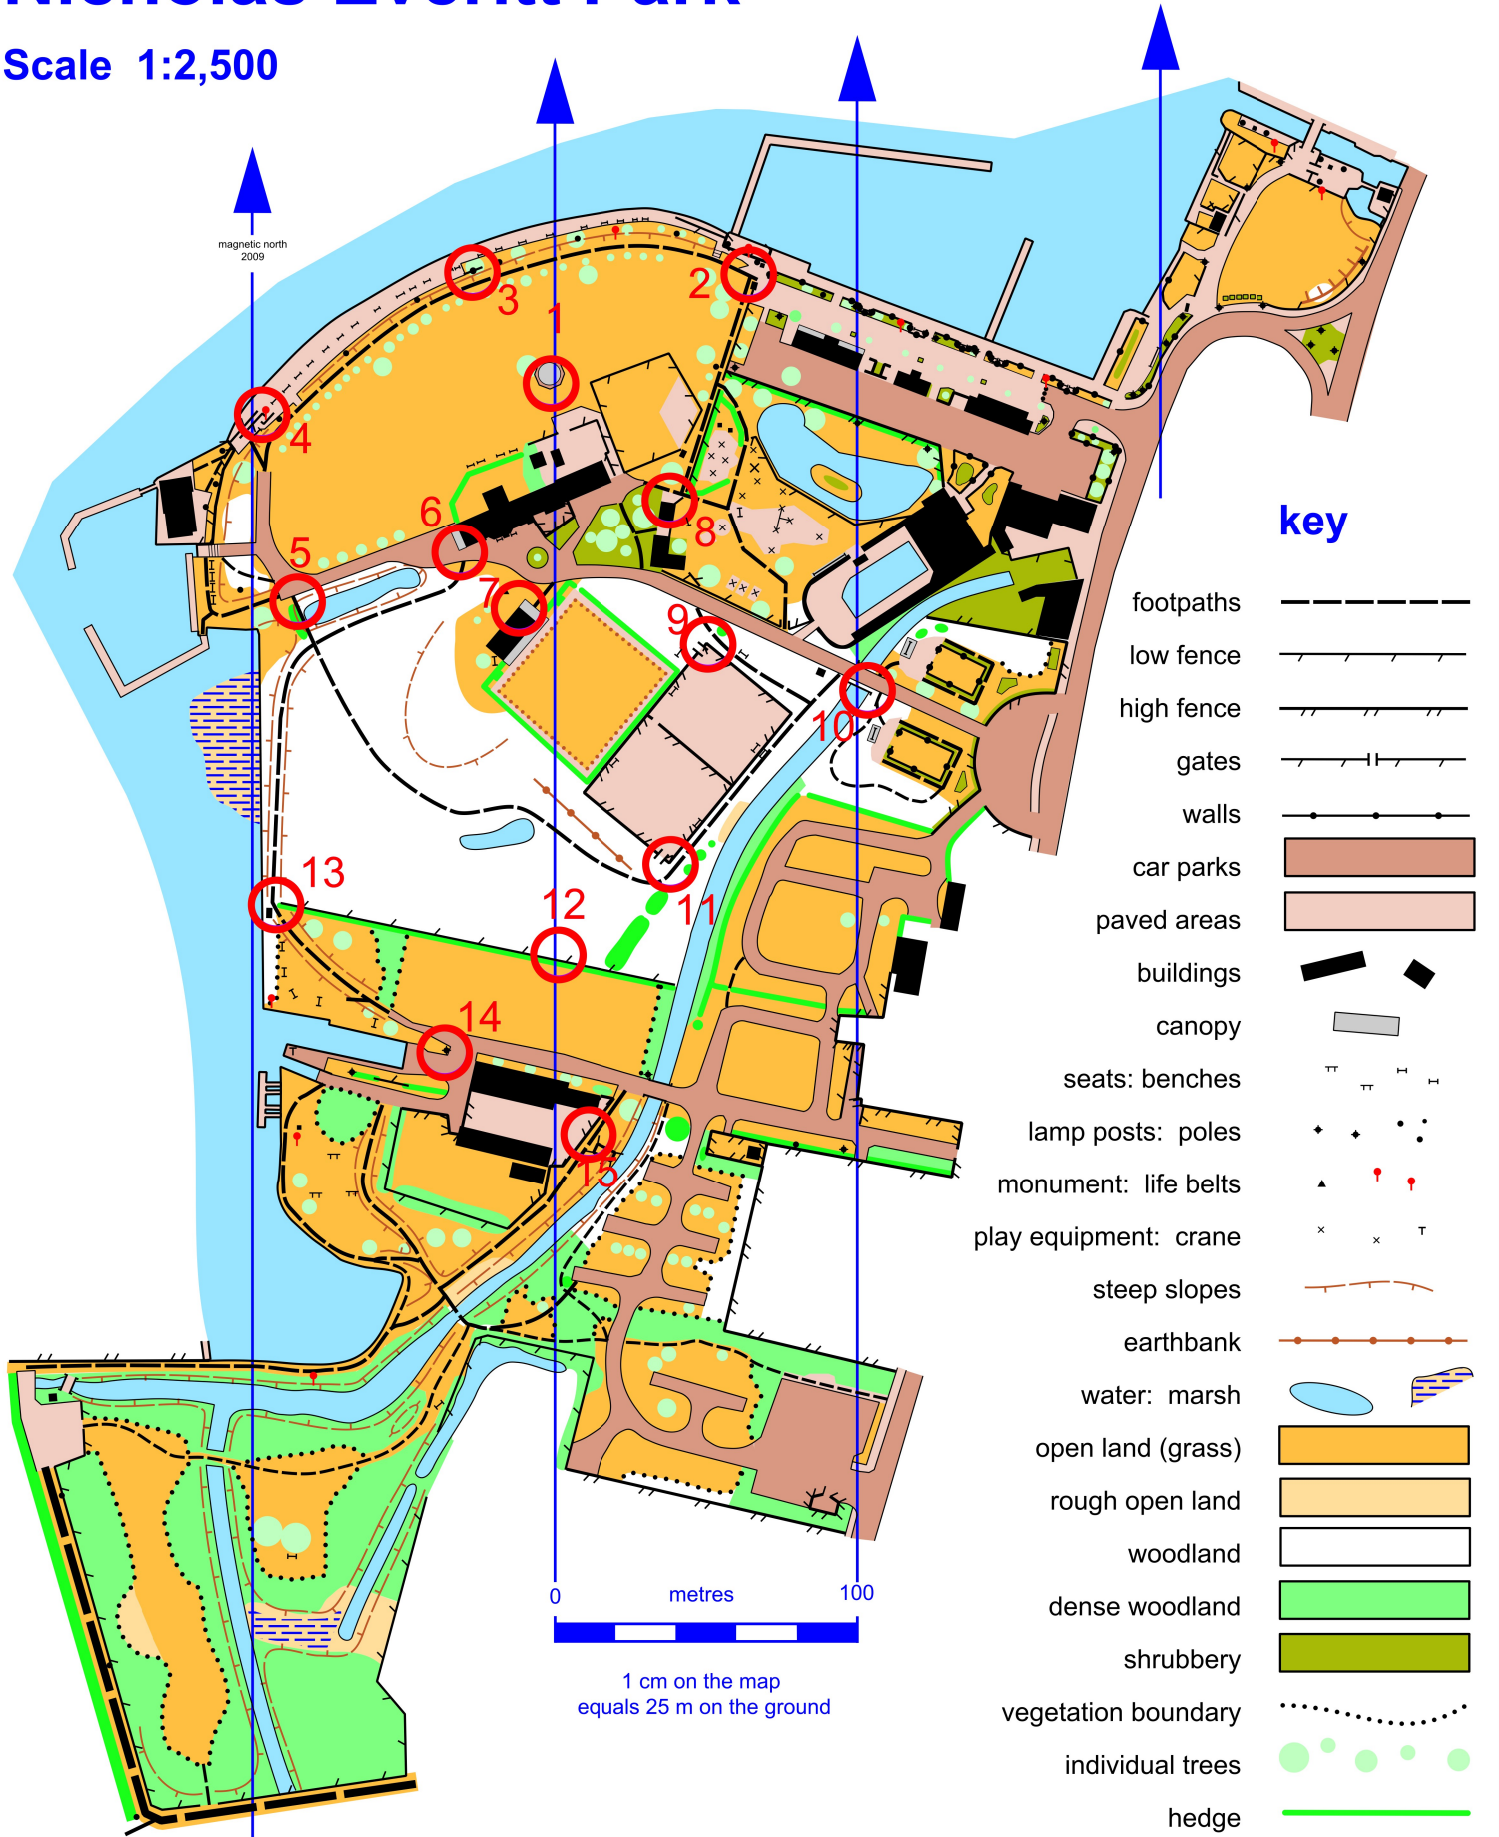 Nicholas Everitt Park
Scale 1:2,500
magnetic north
2009
1
2
3
4
5
6
7
8
9
10
11
12
13
14
15
key
footpaths
low fence
high fence
gates
walls
car parks
paved areas
buildings
canopy
seats: benches
lamp posts: poles
monument: life belts
play equipment: crane
steep slopes
earthbank
water: marsh
open land (grass)
rough open land
woodland
dense woodland
shrubbery
vegetation boundary
individual trees
hedge
0 metres 100
1 cm on the map
equals 25 m on the ground